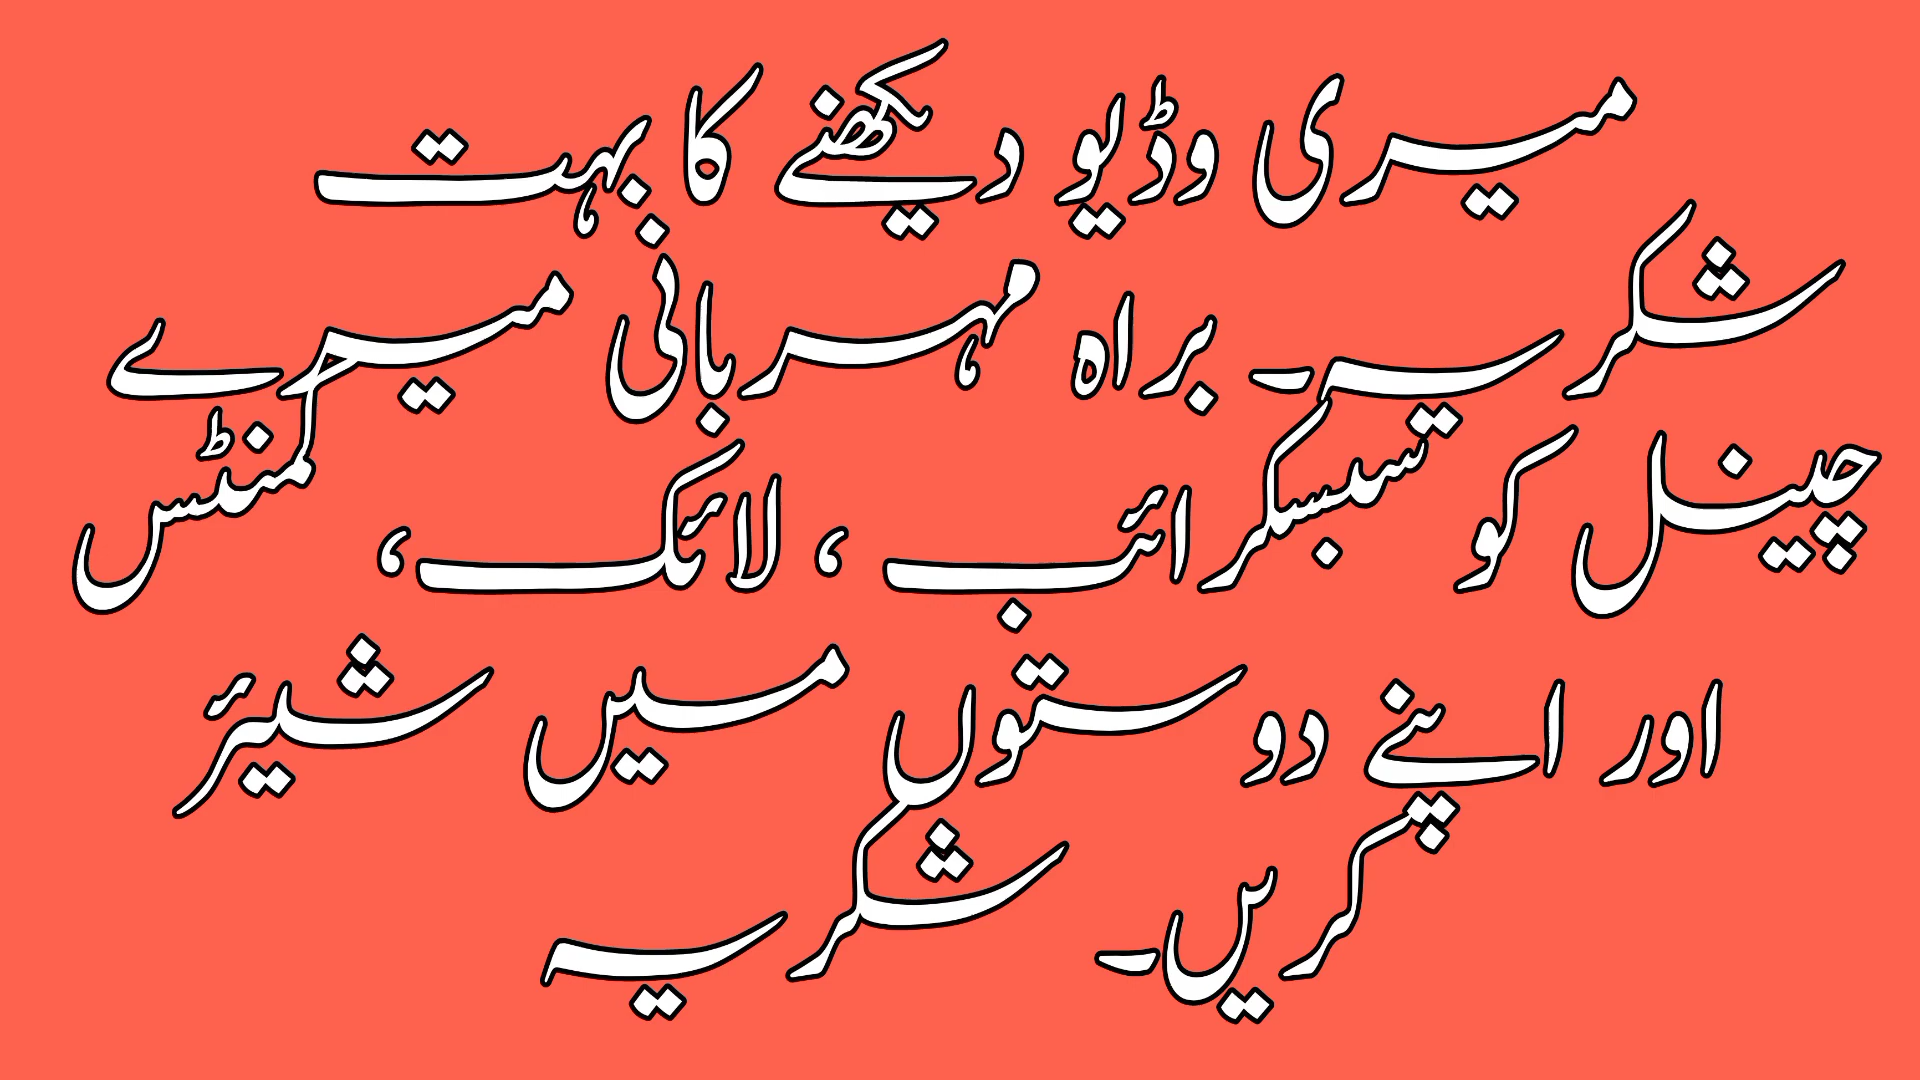 میری وڈیو دیکھنے کا بہت
شکریہ۔ براہ مہربانی میرے
چینل کو سبسکرائب ، لائک، کمنٹس
اور اپنے دوستوں میں شیئر
کریں۔ شکریہ